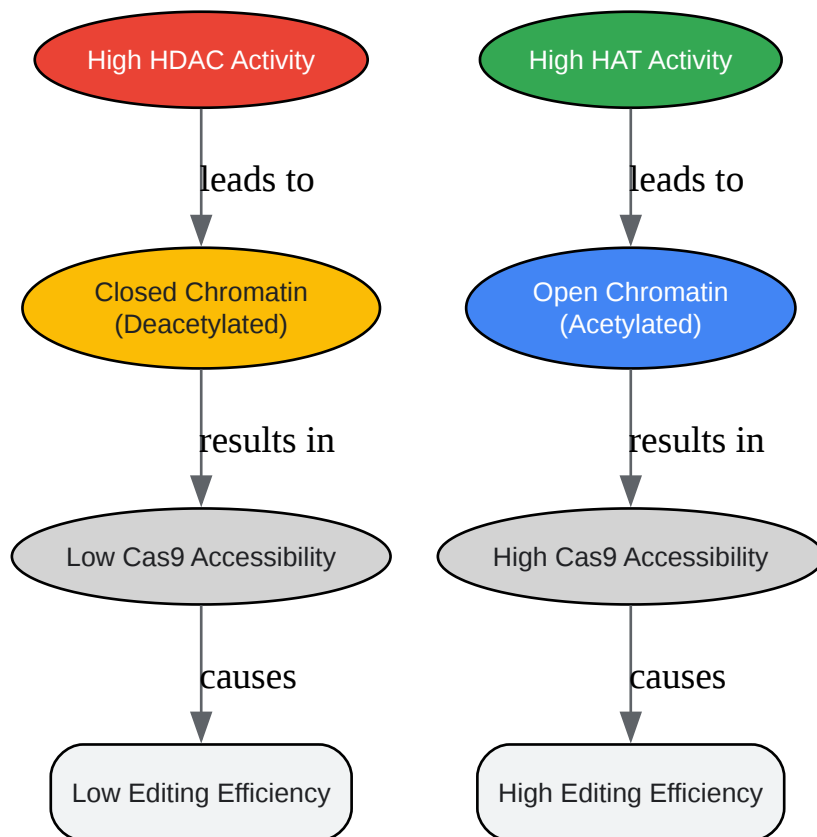 High HDAC Activity
leads to
Closed Chromatin
(Deacetylated)
results in
Low Cas9 Accessibility
causes
Low Editing Efficiency
High HAT Activity
leads to
Open Chromatin
(Acetylated)
results in
High Cas9 Accessibility
causes
High Editing Efficiency